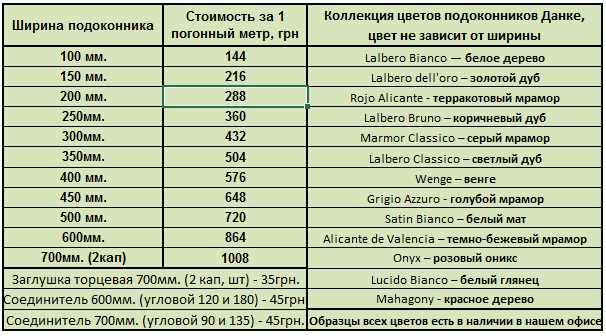 Ширина подоконника | Стоимость за 1 погонный метр, грн | Коллекция цветов подоконников Данке, цвет не зависит от ширины
100 мм. | 144 | Lalbero Bianco — белое дерево
150 мм. | 216 | Lalbero dell'oro – золотой дуб
200 мм. | 288 | Rojo Alicante - терракотовый мрамор
250мм. | 360 | Lalbero Bruno – коричневый дуб
300мм. | 432 | Marmor Classico – серый мрамор
350мм. | 504 | Lalbero Classico – светлый дуб
400 мм. | 576 | Wenge – венге
450 мм. | 648 | Grigio Azzuro - голубой мрамор
500 мм. | 720 | Satin Bianco – белый мат
600мм. | 864 | Alicante de Valencia – темно-бежевый мрамор
700мм. (2кап) | 1008 | Onyx – розовый оникс
Заглушка торцевая 700мм. (2 кап, шт) - 35грн. | Lucido Bianco – белый глянец
Соединитель 600мм. (угловой 120 и 180) - 45грн | Mahagony - красное дерево
Соединитель 700мм. (угловой 90 и 135) - 45грн. | Образцы всех цветов есть в наличии в нашем офисе